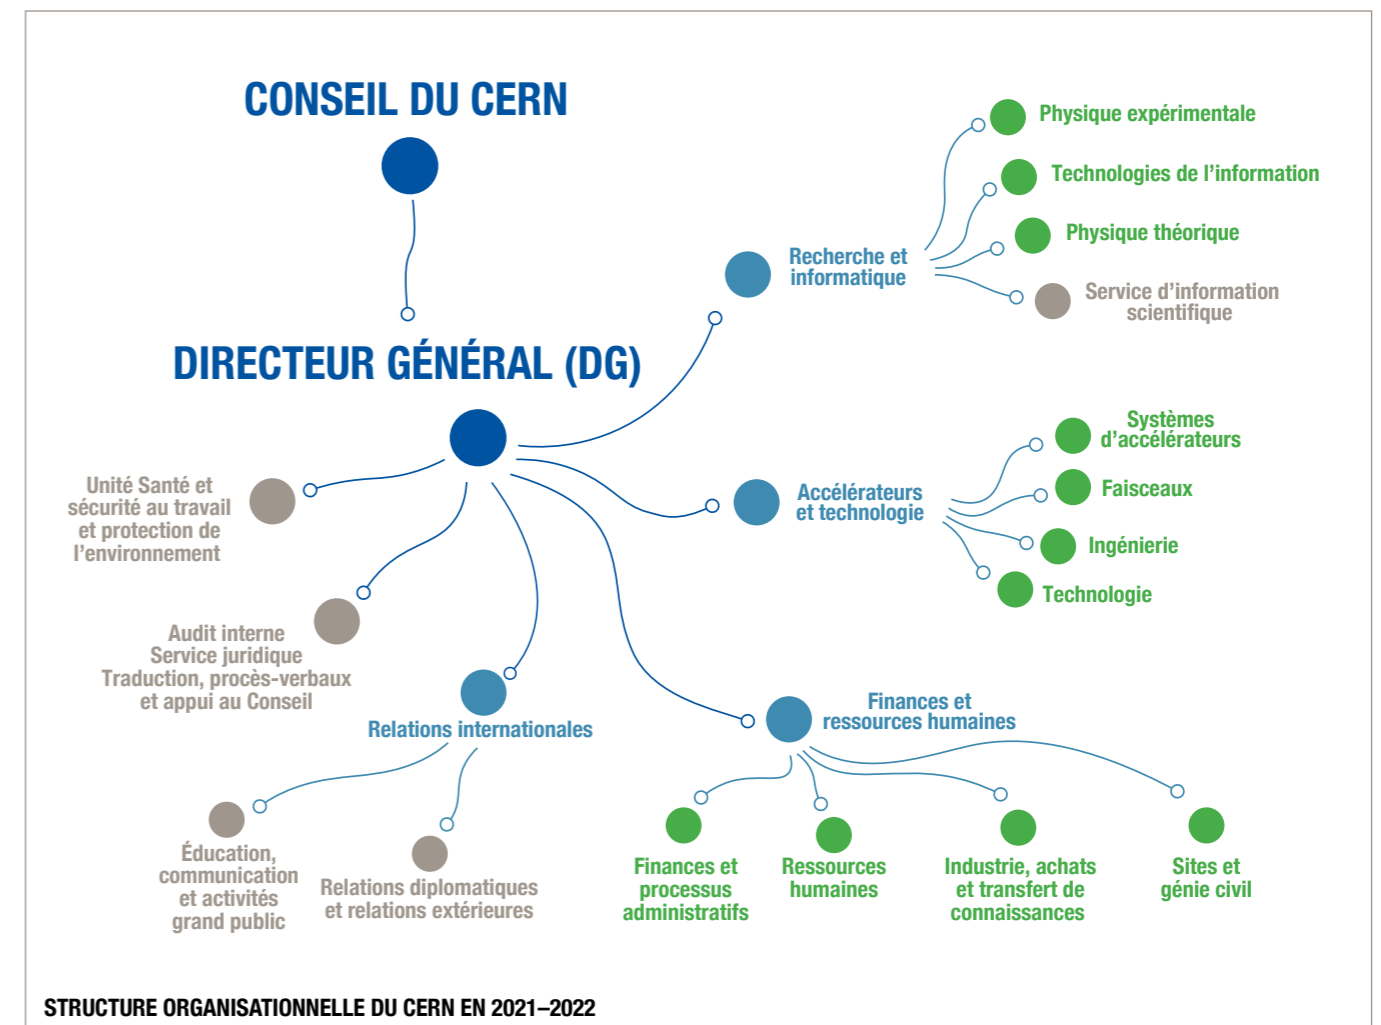 CONSEIL DU CERN
DIRECTEUR GÉNÉRAL (DG)
Recherche et
informatique
Physique expérimentale
Technologies de l’information
Physique théorique
Service d’information
scientifique
Accélérateurs
et technologie
Systèmes
d’accélérateurs
Faisceaux
Ingénierie
Technologie
Unité Santé et
sécurité au travail
et protection de
l’environnement
Audit interne
Service juridique
Traduction, procès-verbaux
et appui au Conseil
Relations internationales
Éducation,
communication
et activités
grand public
Relations diplomatiques
et relations extérieures
Finances et
ressources humaines
Finances et
processus
administratifs
Ressources
humaines
Industrie, achats
et transfert de
connaissances
Sites et
génie civil
STRUCTURE ORGANISATIONNELLE DU CERN EN 2021–2022